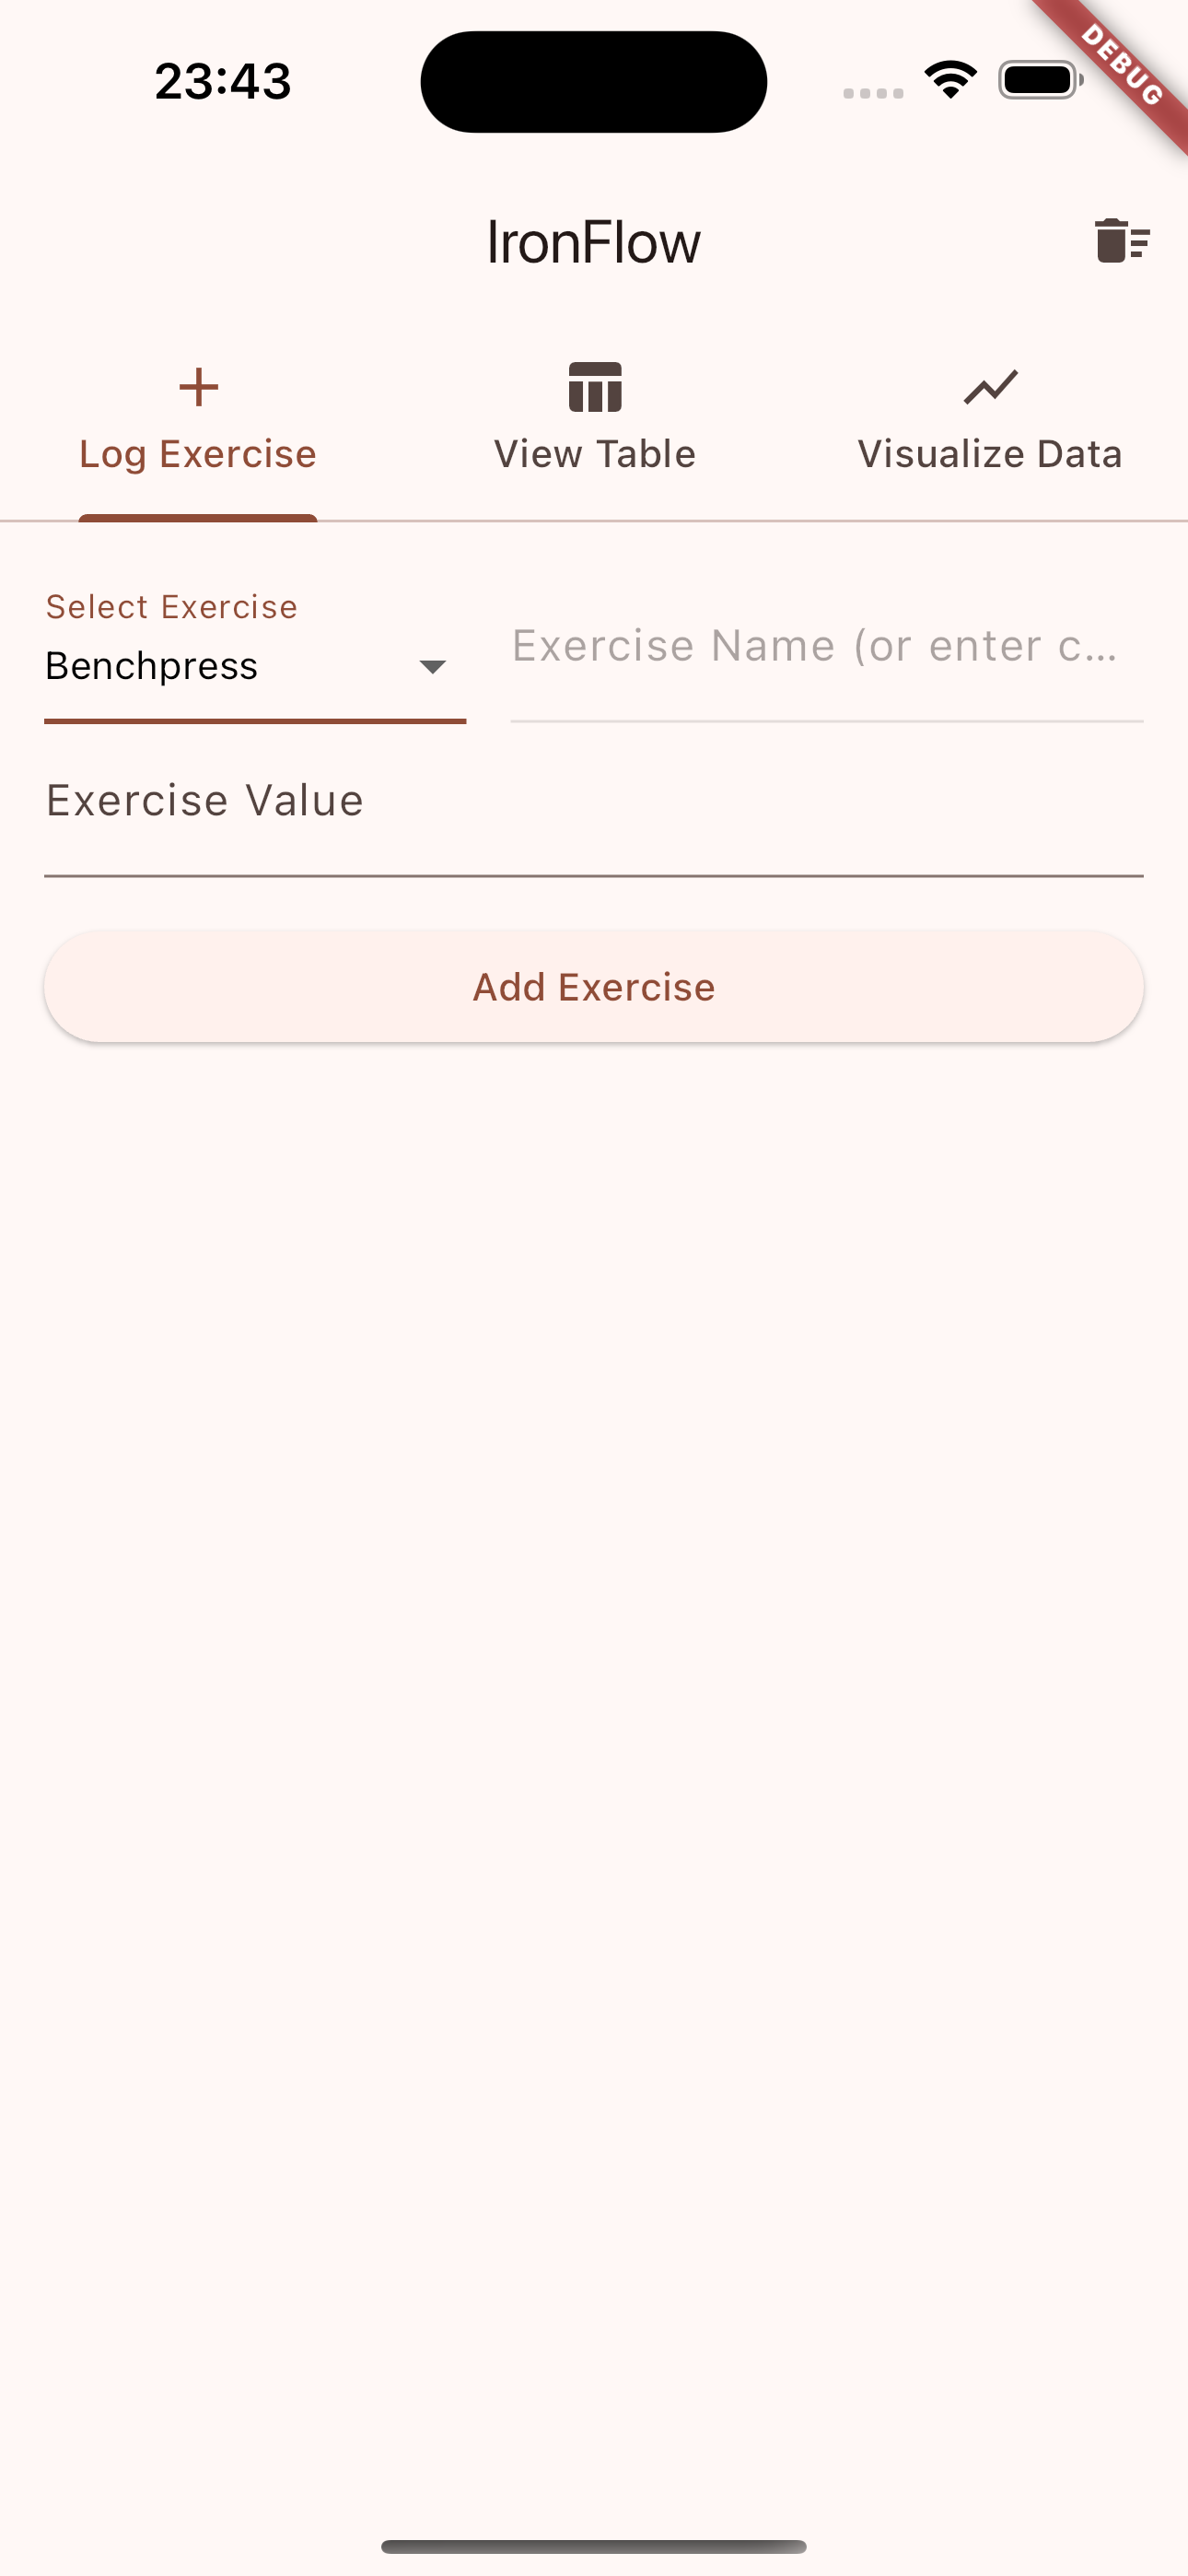 23:43
DEBUG
IronFlow
Log Exercise
View Table
Visualize Data
Select Exercise
Benchpress
Exercise Name (or enter c...
Exercise Value
Add Exercise